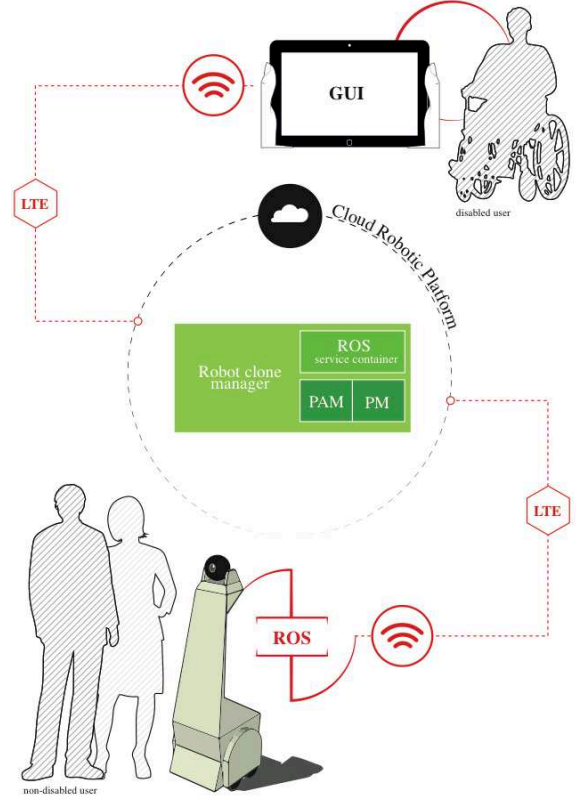 GUI
LTE
disabled user
Cloud Robotic Platform
ROS
service container
Robot clone
manager
PAM
PM
LTE
ROS
non-disabled user